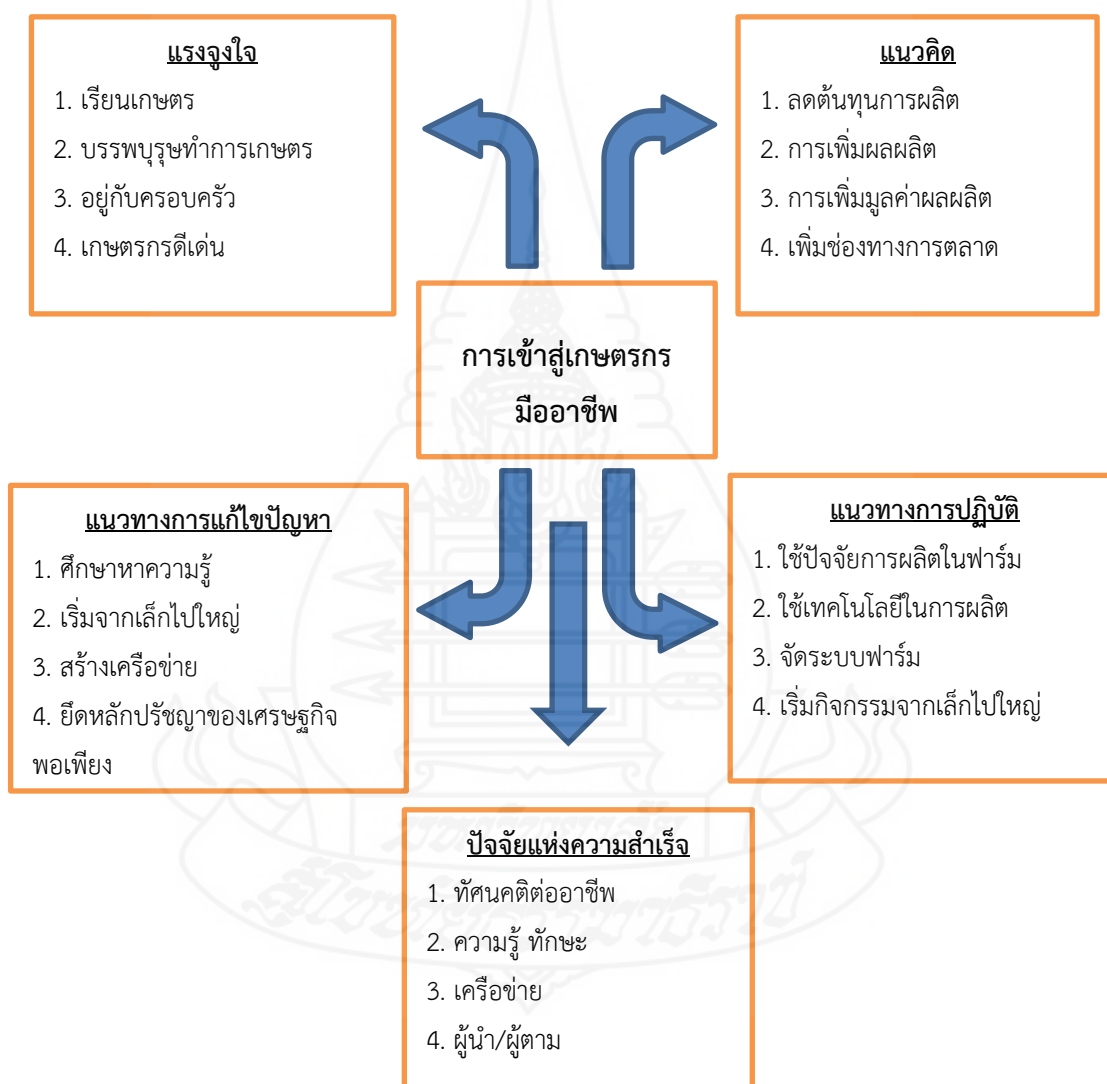 แรงจูงใจ
1. เรียนเกษตร
2. บรรพบุรุษทำการเกษตร
3. อยู่กับครอบครัว
4. เกษตรกรดีเด่น
แนวคิด
1. ลดต้นทุนการผลิต
2. การเพิ่มผลผลิต
3. การเพิ่มมูลค่าผลผลิต
4. เพิ่มช่องทางการตลาด
การเข้าสู่เกษตรกร
มืออาชีพ
แนวทางการแก้ไขปัญหา
1. ศึกษาหาความรู้
2. เริ่มจากเล็กไปใหญ่
3. สร้างเครือข่าย
4. ยึดหลักปรัชญาของเศรษฐกิจ
พอเพียง
แนวทางการปฏิบัติ
1. ใช้ปัจจัยการผลิตในฟาร์ม
2. ใช้เทคโนโลยีในการผลิต
3. จัดระบบฟาร์ม
4. เริ่มกิจกรรมจากเล็กไปใหญ่
ปัจจัยแห่งความสำเร็จ
1. ทัศนคติต่ออาชีพ
2. ความรู้ ทักษะ
3. เครือข่าย
4. ผู้นำ/ผู้ตาม